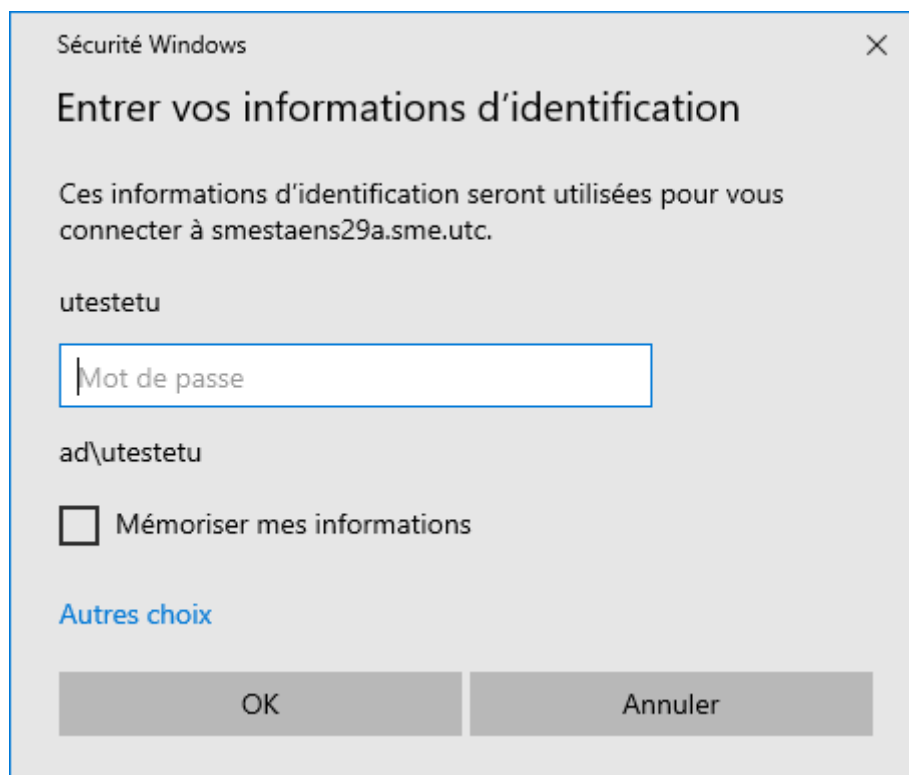 Sécurité Windows
Entrer vos informations d’identification
Ces informations d’identification seront utilisées pour vous
connecter à smestaens29a.sme.utc.
utestetu
Mot de passe
ad\utestetu
Mémoriser mes informations
Autres choix
OK
Annuler